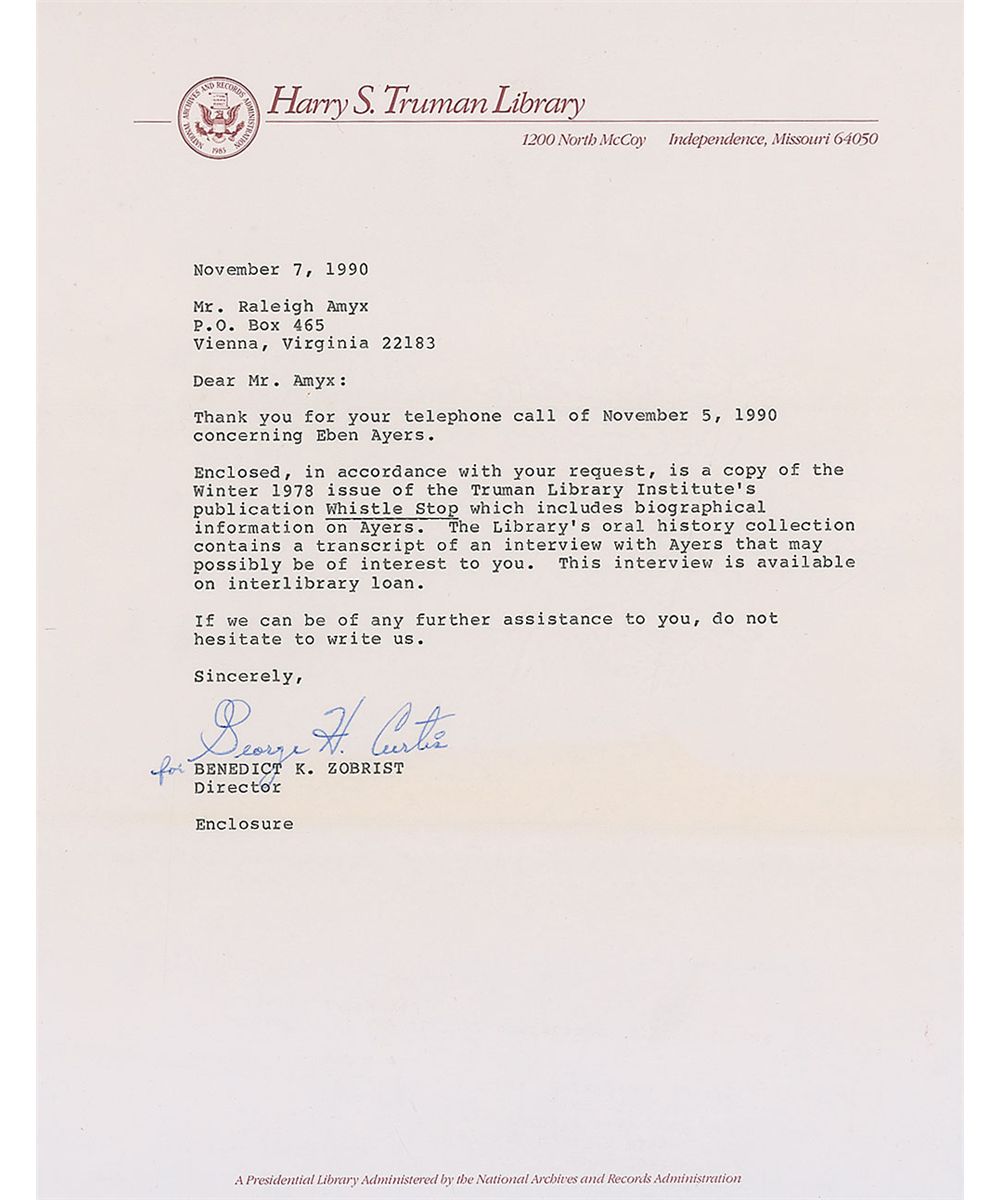 NATIONAL ARCHIVES AND RECORDS ADMINISTRATION
1985
Harry S. Truman Library
1200 North McCoy Independence, Missouri 64050
November 7, 1990
Mr. Raleigh Amyx
P.O. Box 465
Vienna, Virginia 22183
Dear Mr. Amyx:
Thank you for your telephone call of November 5, 1990
concerning Eben Ayers.
Enclosed, in accordance with your request, is a copy of the
Winter 1978 issue of the Truman Library Institute's
publication Whistle Stop which includes biographical
information on Ayers. The Library's oral history collection
contains a transcript of an interview with Ayers that may
possibly be of interest to you. This interview is available
on interlibrary loan.
If we can be of any further assistance to you, do not
hesitate to write us.
Sincerely,
George H. Curtis
for BENEDICT K. ZOBRIST
Director
Enclosure
A Presidential Library Administered by the National Archives and Records Administration